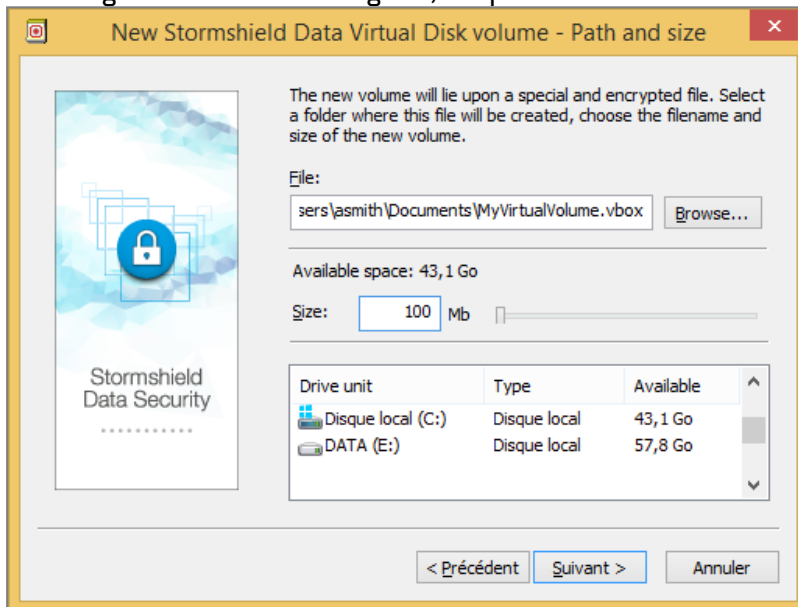 New Stormshield Data Virtual Disk volume - Path and size
The new volume will lie upon a special and encrypted file. Select
a folder where this file will be created, choose the filename and
size of the new volume.
File:
sers\asmith\Documents\MyVirtualVolume.vbox Browse...
Available space: 43,1 Go
Size: 100 Mb
Stormshield
Data Security
Drive unit Type Available
Disque local (C:) Disque local 43,1 Go
DATA (E:) Disque local 57,8 Go
< Précédent Suivant > Annuler